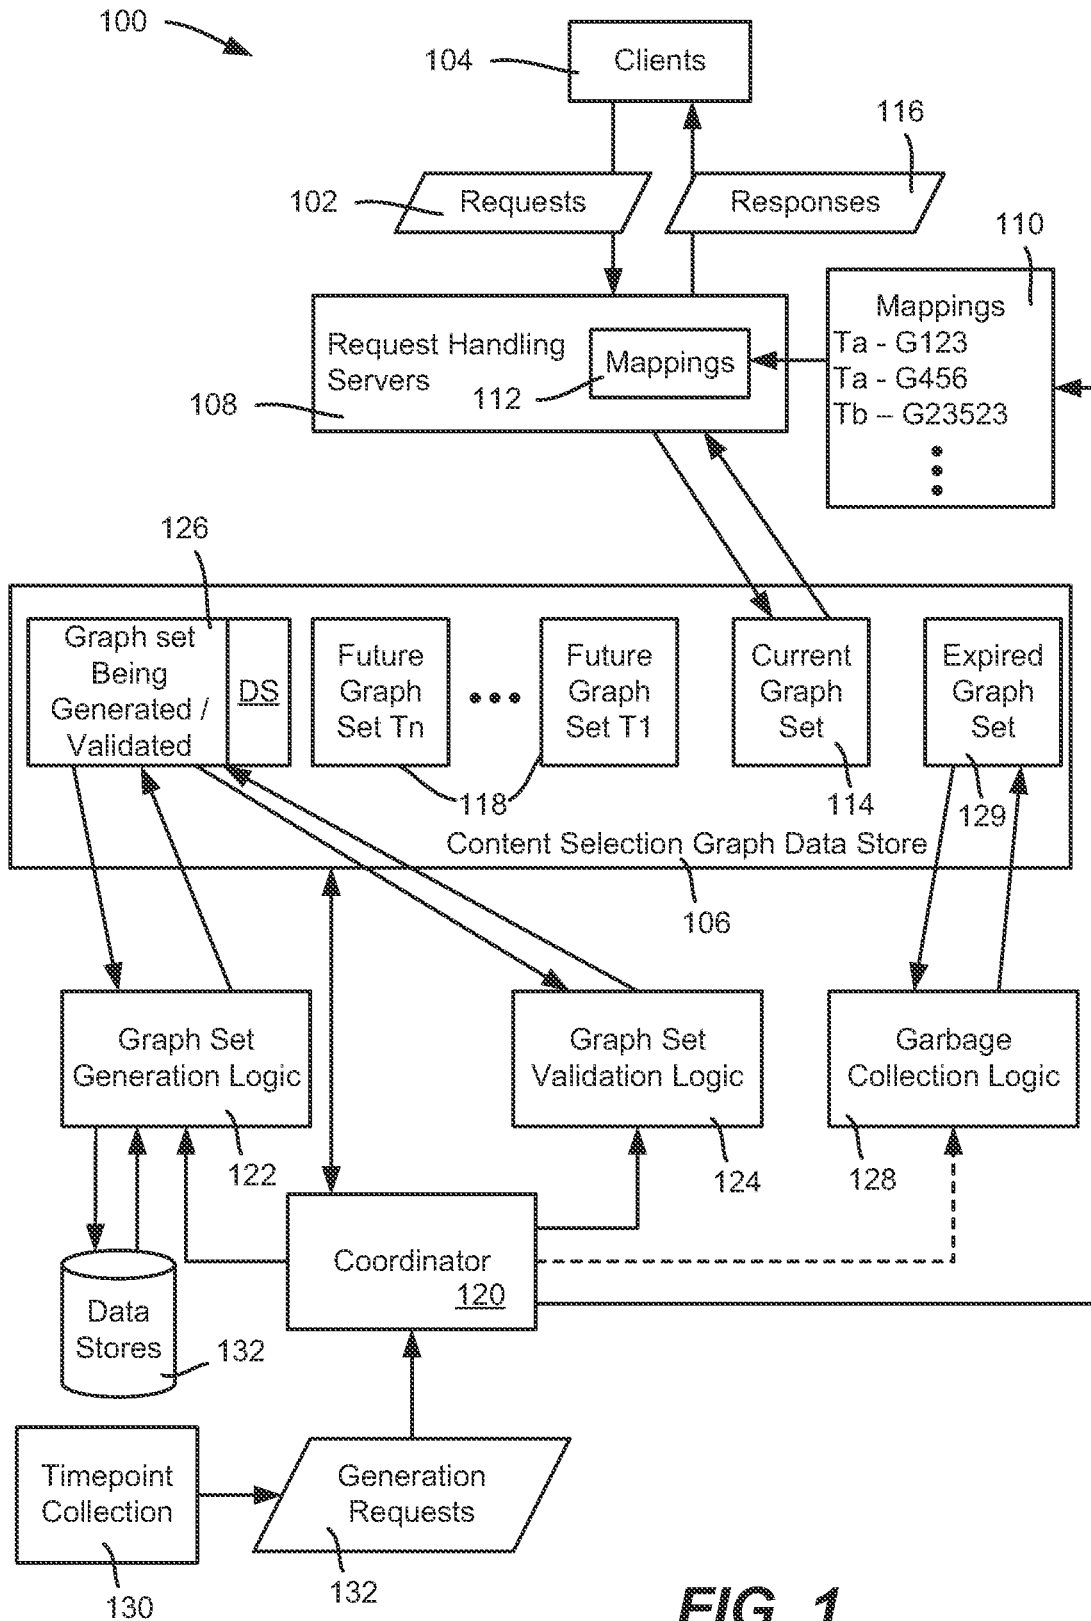 100
104
Clients
116
102
Requests
Responses
110
Request Handling
Servers
Mappings
112
108
Mappings
Ta - G123
Ta - G456
Tb – G23523
126
Graph set
Being
Generated /
Validated
DS
Future
Graph
Set Tn
Future
Graph
Set T1
Current
Graph
Set
Expired
Graph
Set
118
114
129
Content Selection Graph Data Store
106
Graph Set
Generation Logic
Graph Set
Validation Logic
Garbage
Collection Logic
122
124
128
Coordinator
120
Data
Stores
132
Timepoint
Collection
Generation
Requests
130
132
FIG. 1